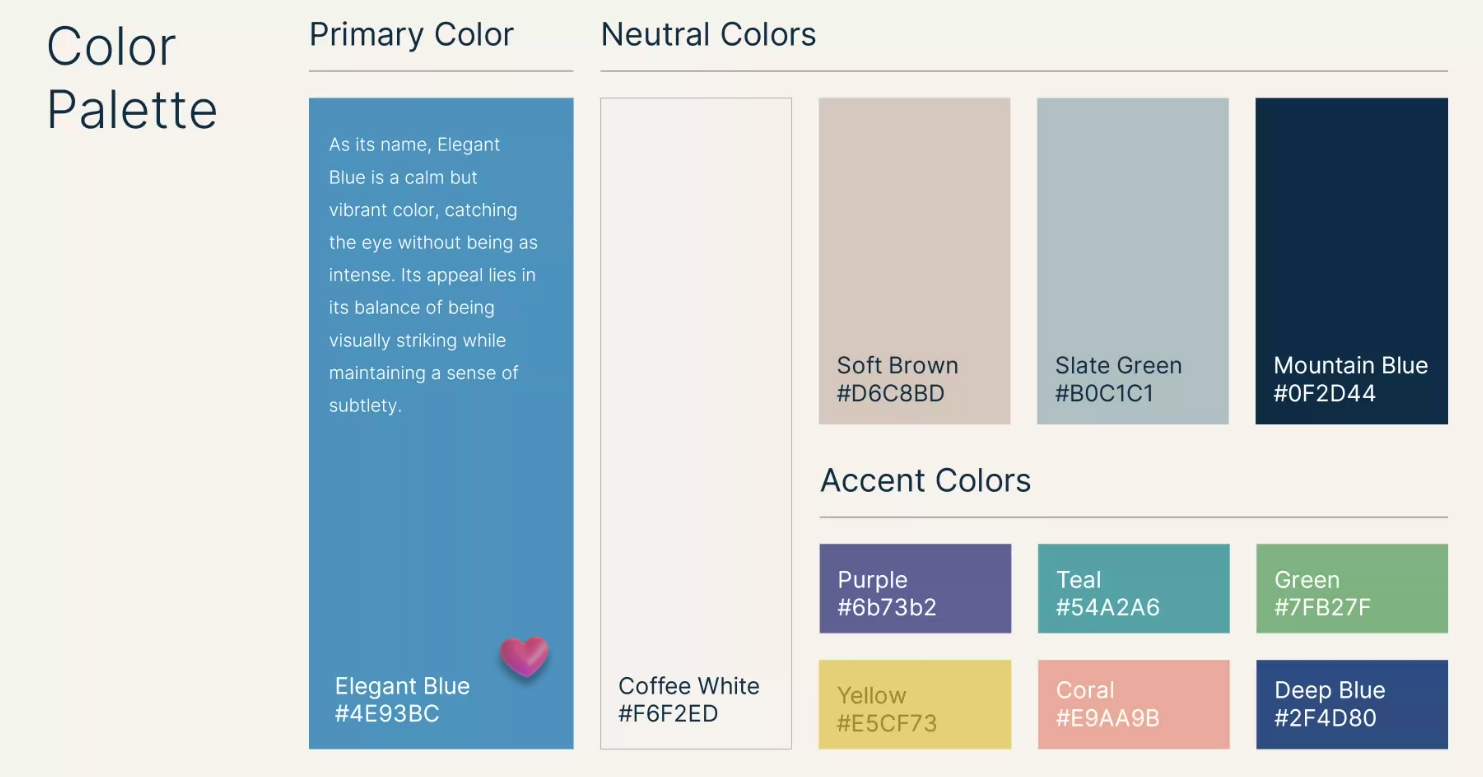 Color
Palette
Primary Color
As its name, Elegant
Blue is a calm but
vibrant color, catching
the eye without being as
intense. Its appeal lies in
its balance of being
visually striking while
maintaining a sense of
subtlety.
Elegant Blue
#4E93BC
Neutral Colors
Coffee White
#F6F2ED
Soft Brown
#D6C8BD
Slate Green
#B0C1C1
Mountain Blue
#0F2D44
Accent Colors
Purple
#6b73b2
Teal
#54A2A6
Green
#7FB27F
Yellow
#E5CF73
Coral
#E9AA9B
Deep Blue
#2F4D80